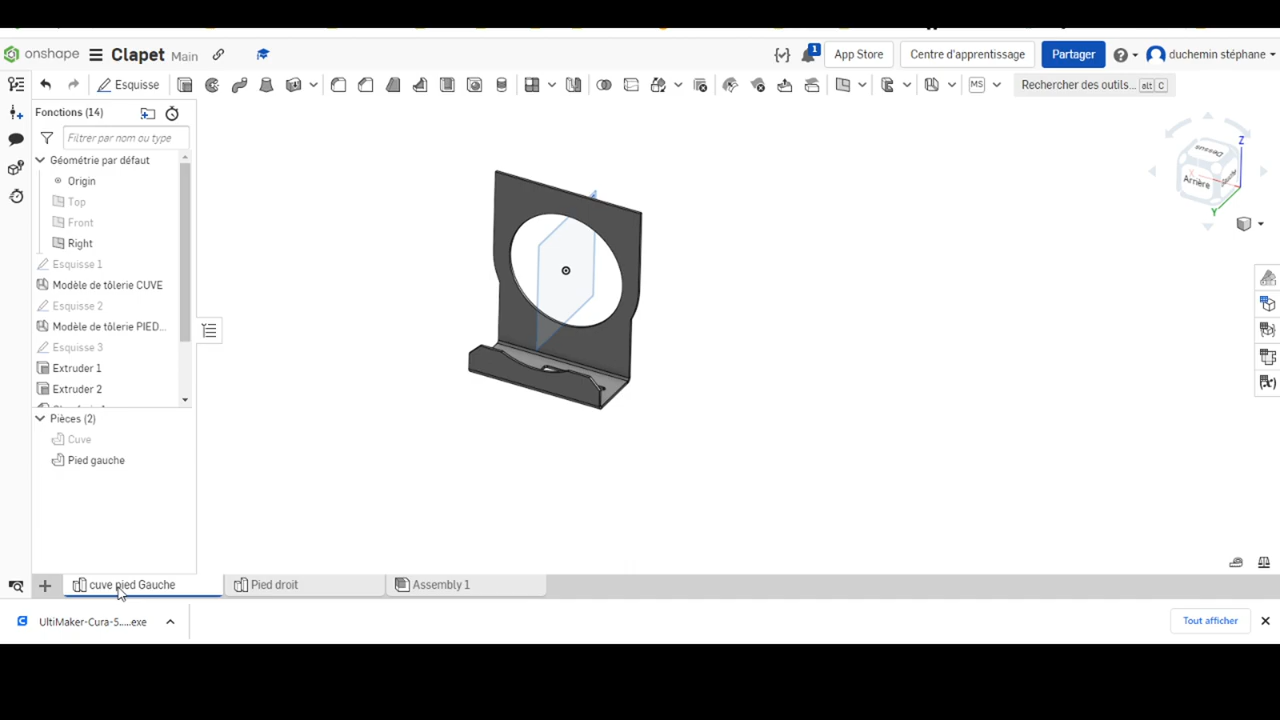 onshape Clapet Main
1 App Store Centre d'apprentissage Partager duchemin stéphane
Esquisse MS Rechercher des outils... alt C
Fonctions (14)
Filtrer par nom ou type
Géométrie par défaut
Origin
Top
Front
Right
Esquisse 1
Modèle de tôlerie CUVE
Esquisse 2
Modèle de tôlerie PIED...
Esquisse 3
Extruder 1
Extruder 2
Pièces (2)
Cuve
Pied gauche
Z
Dessus
X
Arrière
Y
cuve pied Gauche
Pied droit
Assembly 1
UltiMaker-Cura-5.....exe
Tout afficher